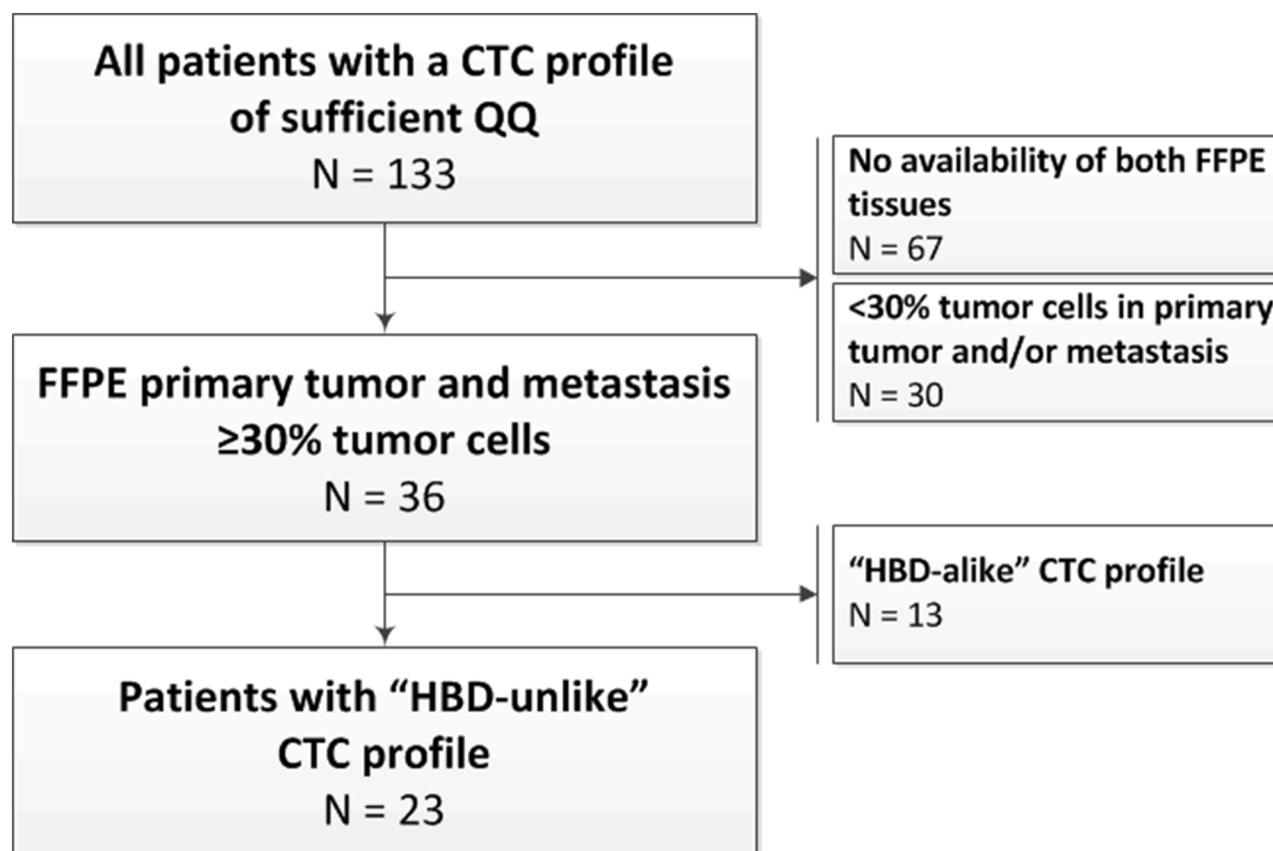 All patients with a CTC profile
of sufficient QQ
N = 133
No availability of both FFPE
tissues
N = 67
<30% tumor cells in primary
tumor and/or metastasis
N = 30
FFPE primary tumor and metastasis
≥30% tumor cells
N = 36
“HBD-alike” CTC profile
N = 13
Patients with “HBD-unlike”
CTC profile
N = 23